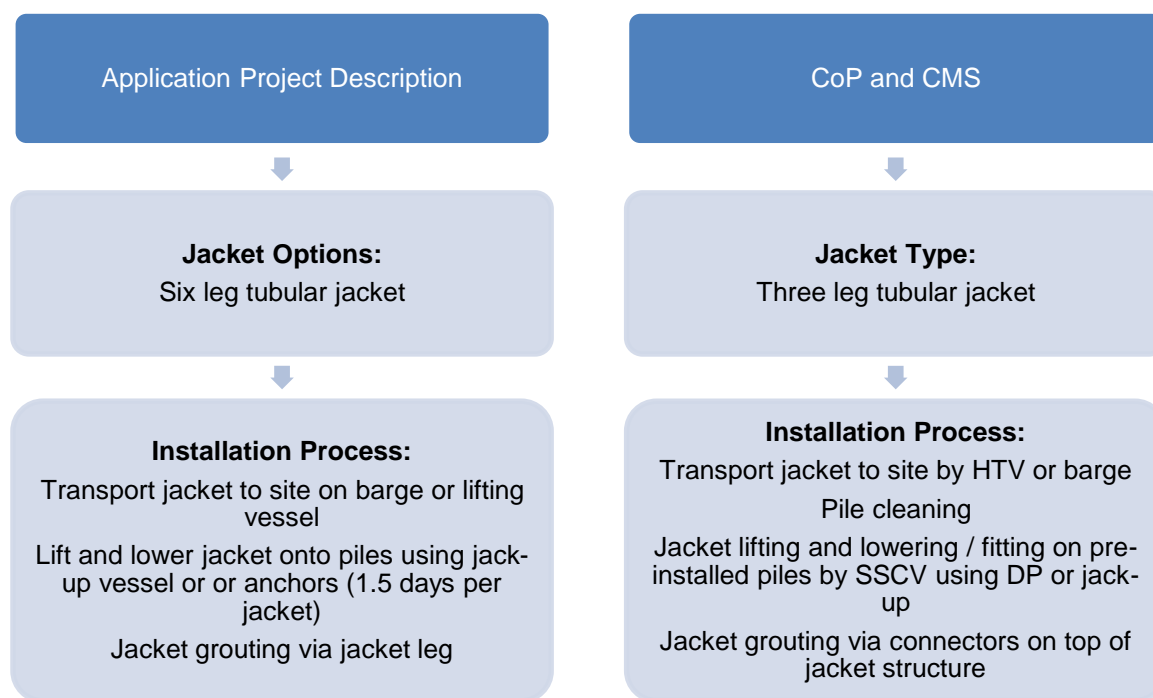 Application Project Description
Jacket Options:
Six leg tubular jacket
Installation Process:
Transport jacket to site on barge or lifting
vessel
Lift and lower jacket onto piles using jack-
up vessel or or anchors (1.5 days per
jacket)
Jacket grouting via jacket leg
CoP and CMS
Jacket Type:
Three leg tubular jacket
Installation Process:
Transport jacket to site by HTV or barge
Pile cleaning
Jacket lifting and lowering / fitting on pre-
installed piles by SSCV using DP or jack-
up
Jacket grouting via connectors on top of
jacket structure